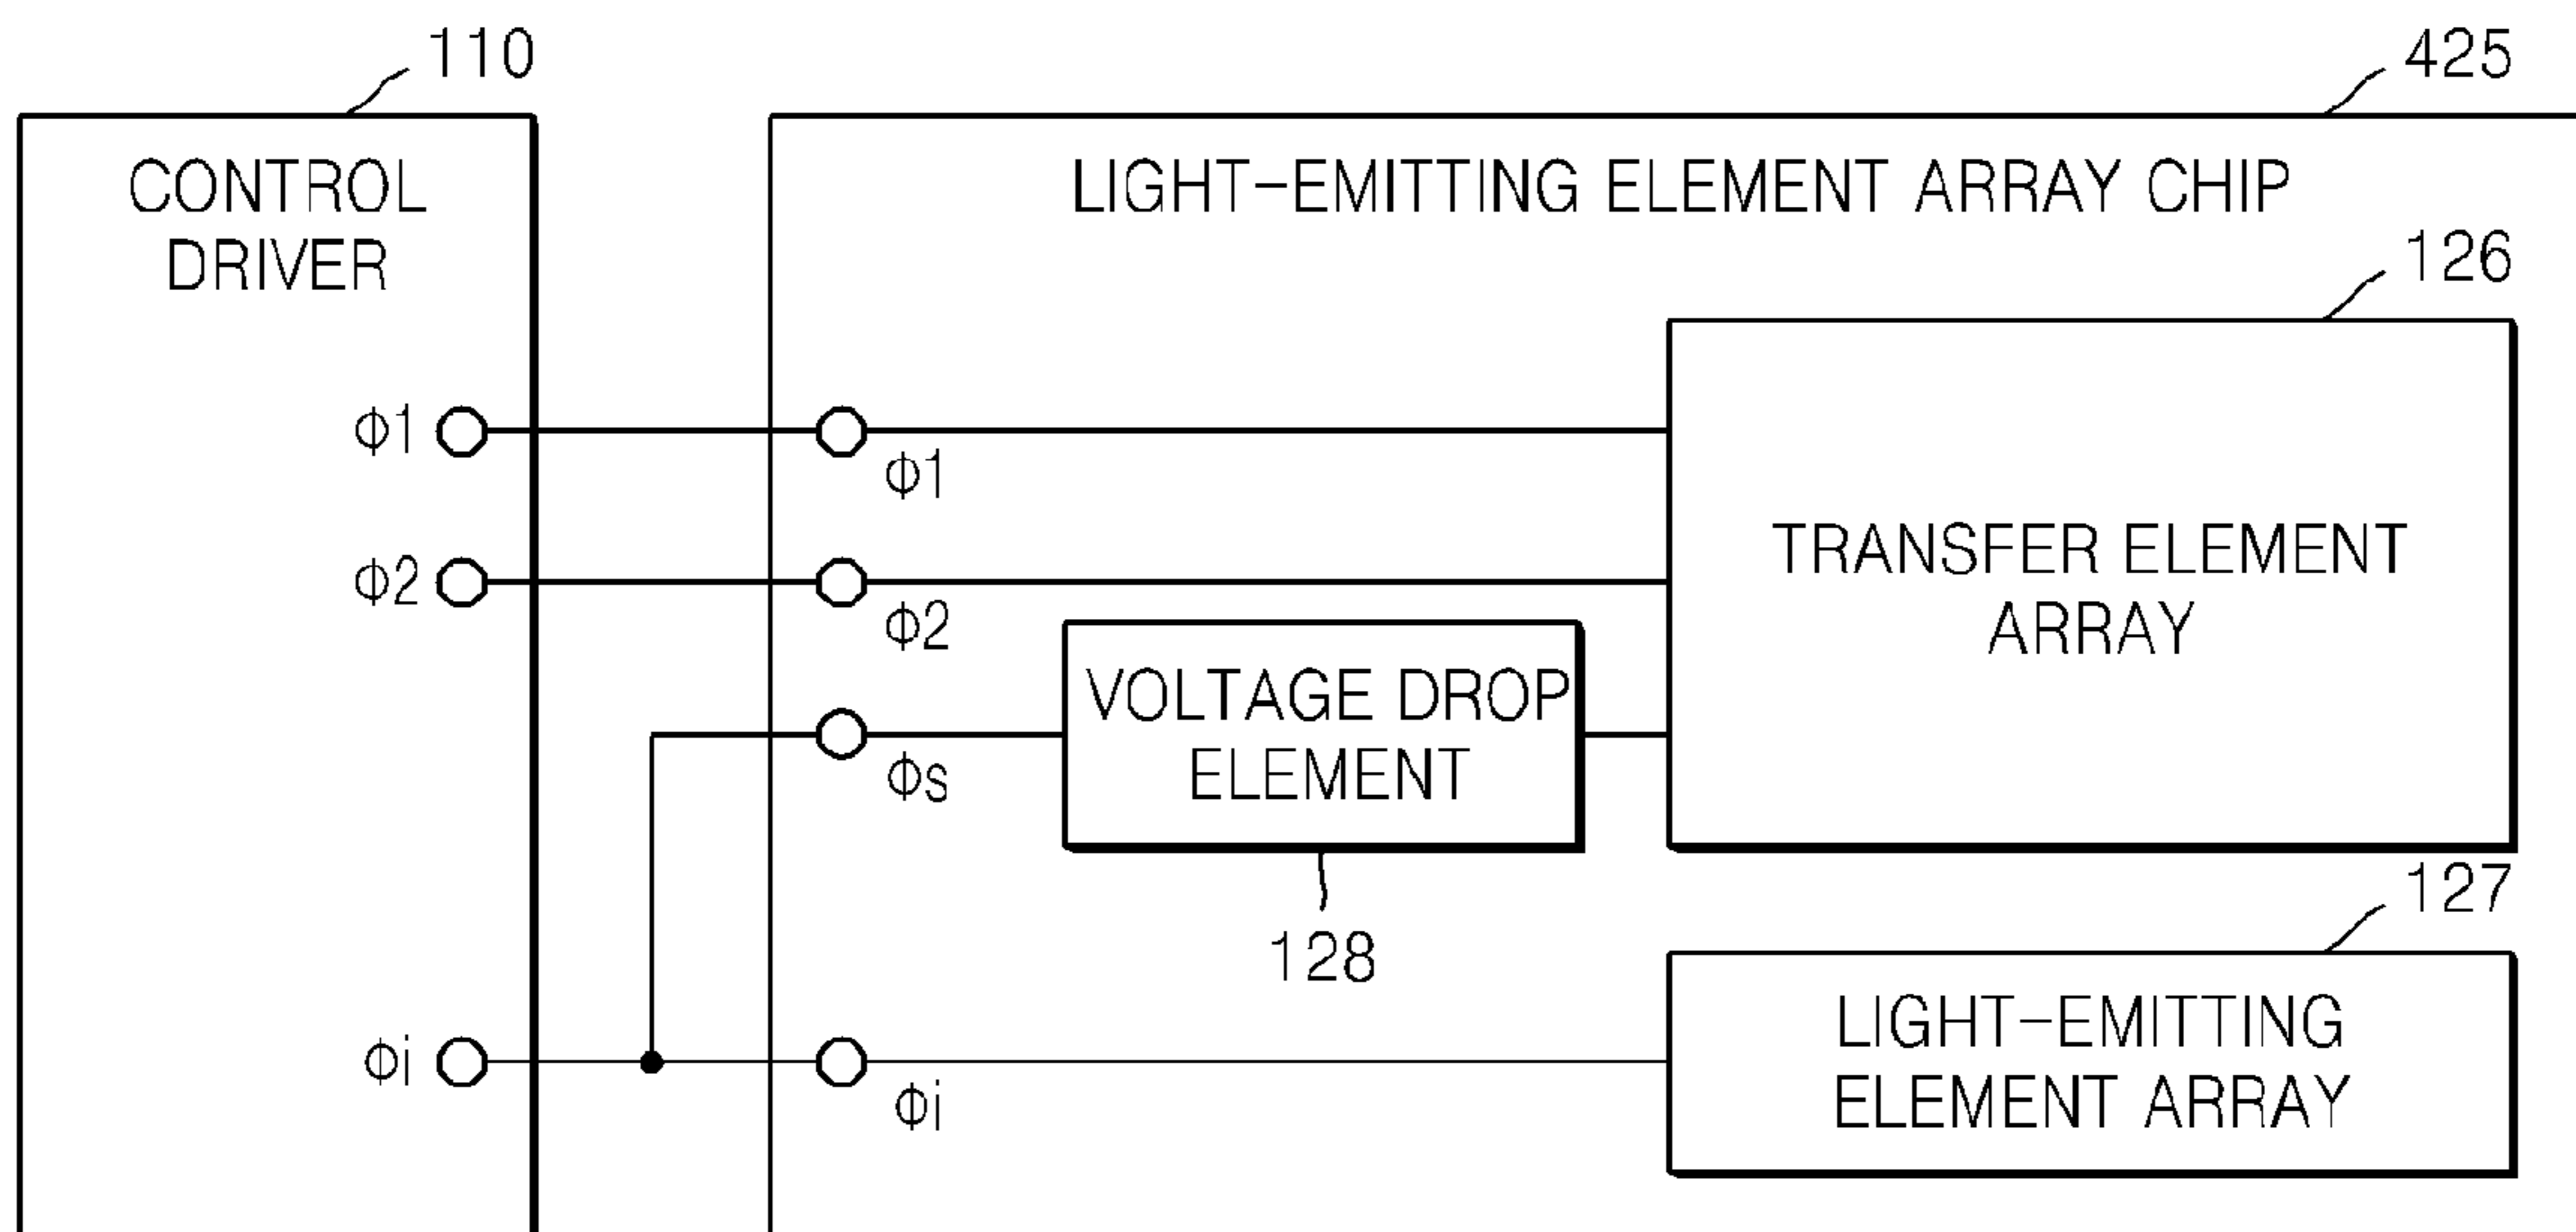 110
425
CONTROL
DRIVER
LIGHT-EMITTING ELEMENT ARRAY CHIP
126
Φ1
Φ1
Φ2
Φ2
TRANSFER ELEMENT
ARRAY
VOLTAGE DROP
ELEMENT
Φs
128
127
Φi
Φi
LIGHT-EMITTING
ELEMENT ARRAY